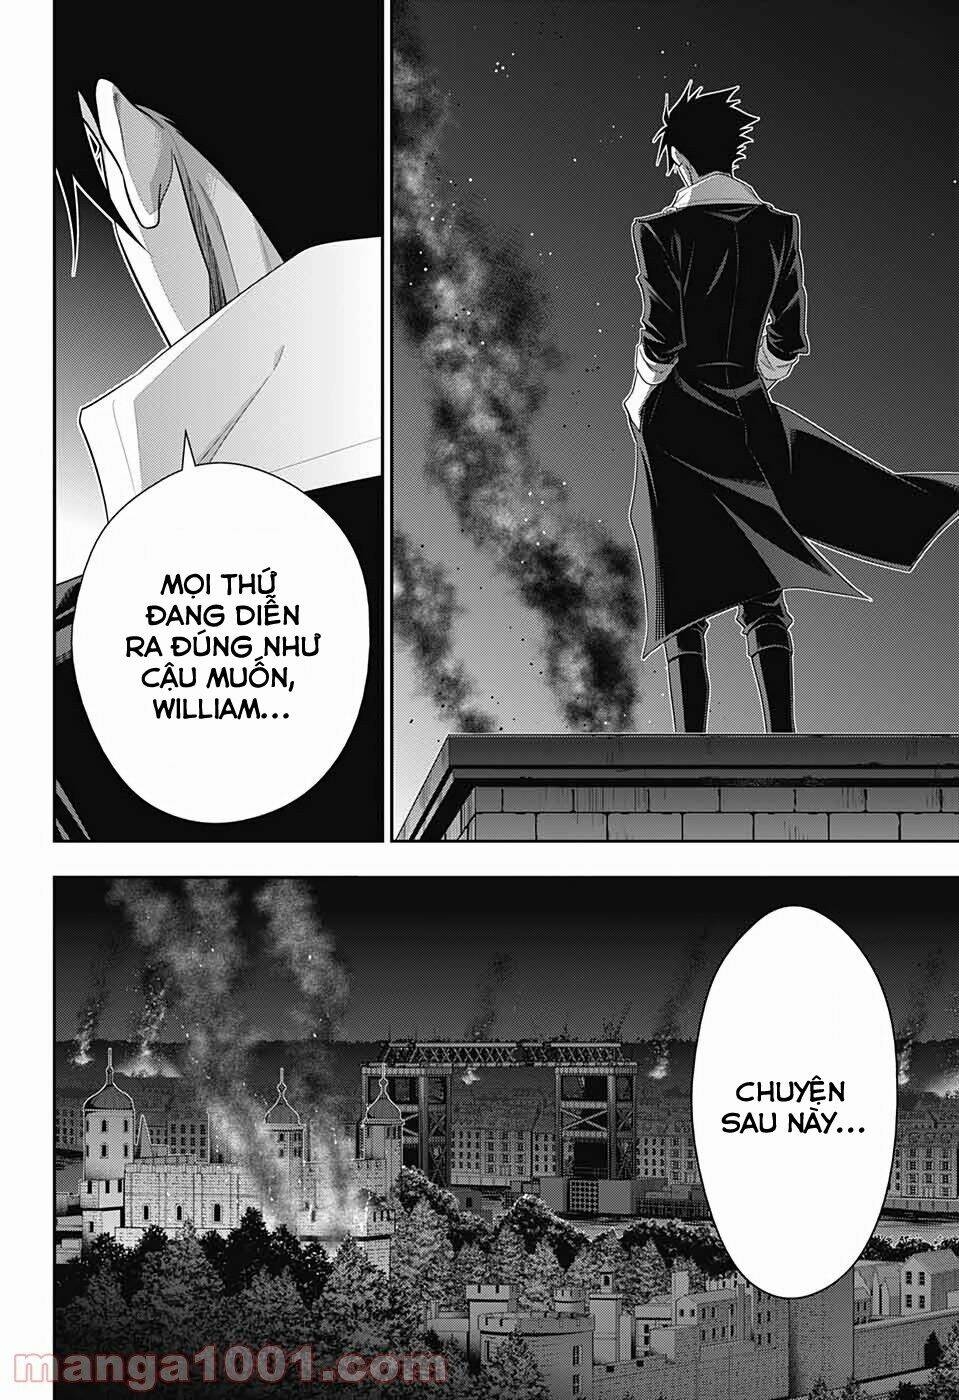 MỌI THỨ
ĐANG DIỄN
RA ĐÚNG NHƯ
CẬU MUỐN,
WILLIAM...
CHUYỆN
SAU NÀY...
manga1001.com